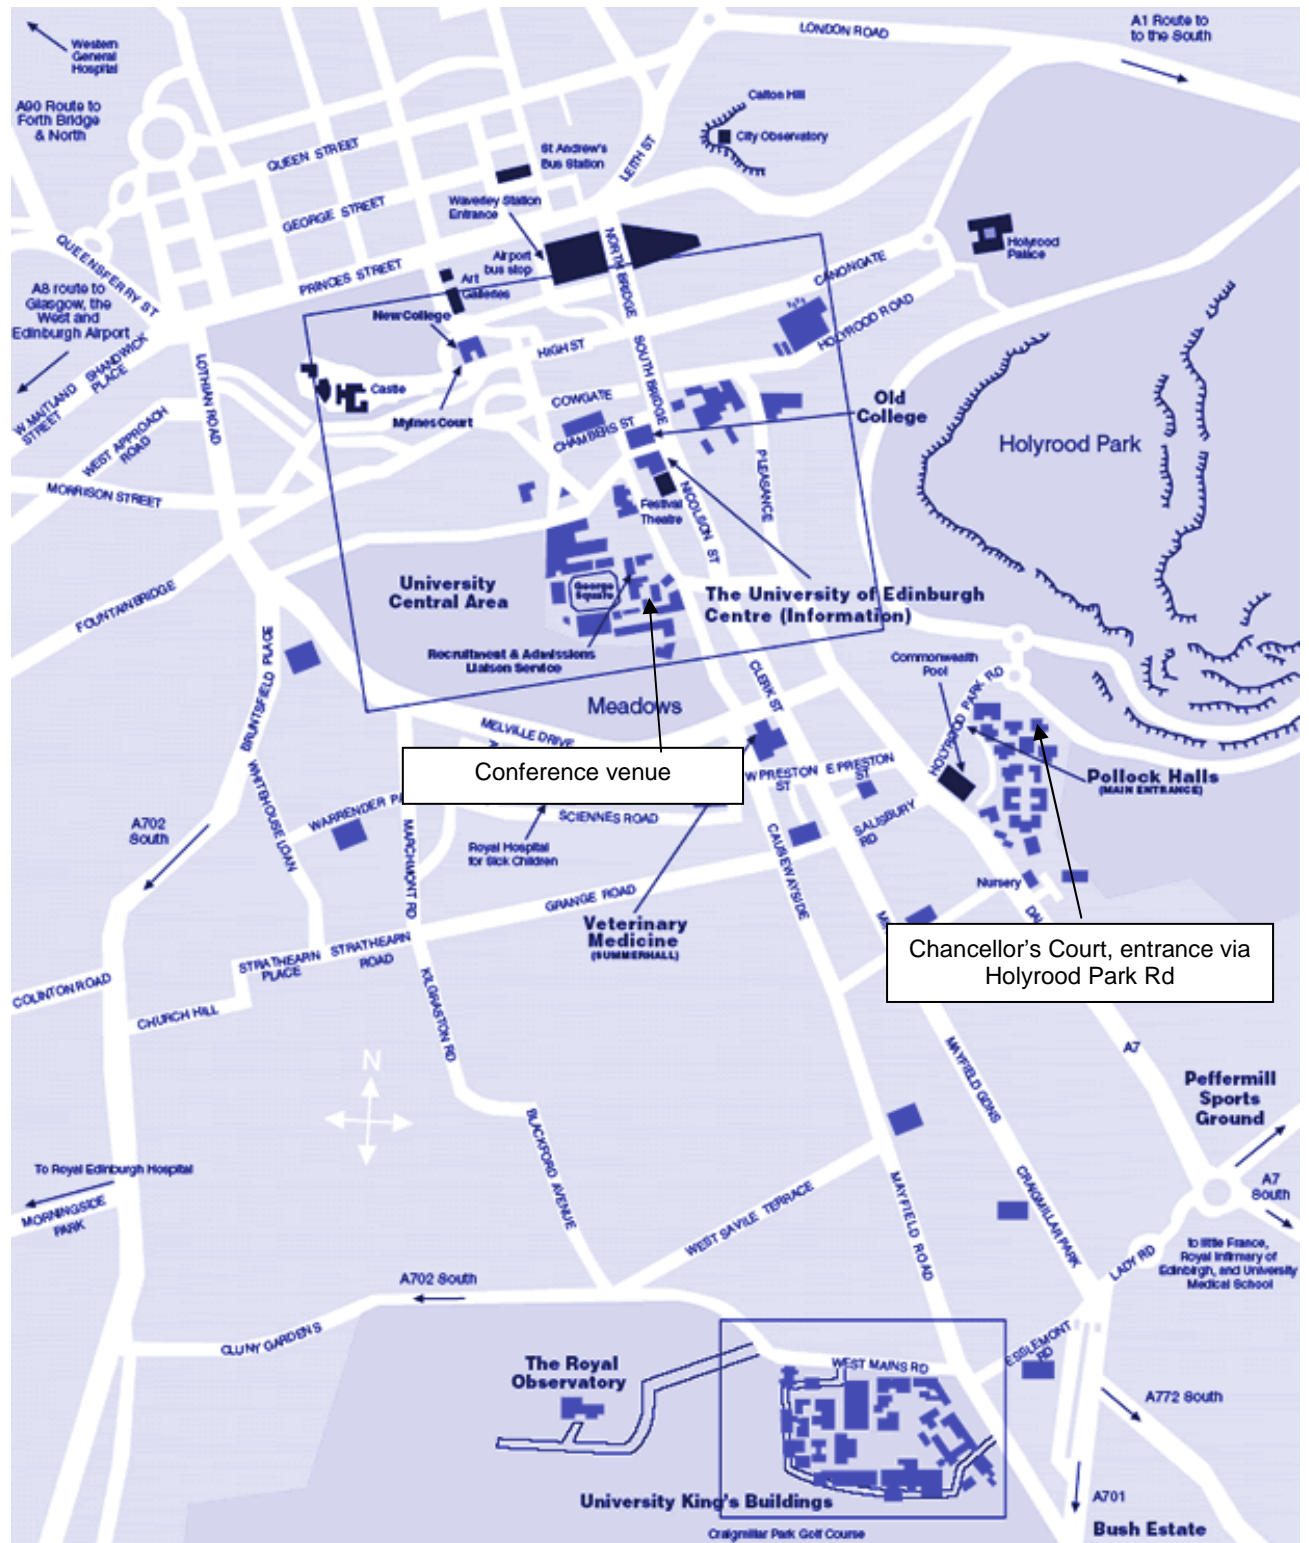 A1 Route to
to the South
LONDON ROAD
Western
General
Hospital
A90 Route to
Forth Bridge
& North
Calton Hill
City Observatory
QUEEN STREET
St Andrew's
Bus Station
LEITH ST
GEORGE STREET
Waverley Station
Entrance
Holyrood
Palace
QUEENSFERRY ST
PRINCES STREET
Airport
bus stop
NORTH BRIDGE
CANONGATE
Art
Galleries
A8 route to
Glasgow, the
West and
Edinburgh Airport
New College
HOLYROOD ROAD
HIGH ST
SOUTH BRIDGE
SHANDWICK
PLACE
W. MAITLAND
STREET
LOTHIAN ROAD
Castle
COWGATE
Old
College
Mylnes Court
CHAMBERS ST
WEST APPROACH
ROAD
Holyrood Park
MORRISON STREET
PLEASANCE
NICOLSON ST
Festival
Theatre
University
Central Area
George
Square
The University of Edinburgh
Centre (Information)
FOUNTAINBRIDGE
Recruitment & Admissions
Liaison Service
BRUNTSFIELD PLACE
Commonwealth
Pool
CLERK ST
HOLYROOD PARK RD
Meadows
MELVILLE DRIVE
Conference venue
W PRESTON
ST
E PRESTON
ST
Pollock Halls
(MAIN ENTRANCE)
WHITEHOUSE LOAN
WARRENDER
SCIENNES ROAD
SALISBURY
RD
A702
South
MARCHMONT RD
Royal Hospital
for Sick Children
CAUSEWAYSIDE
Nursery
GRANGE ROAD
Veterinary
Medicine
(SUMMERHALL)
STRATHEARN
PLACE
STRATHEARN
ROAD
Chancellor's Court, entrance via
Holyrood Park Rd
COLINTON ROAD
CHURCH HILL
KILGRASTON RD
N
MAYFIELD GDNS
A7
Peffermill
Sports
Ground
BLACKFORD AVENUE
To Royal Edinburgh Hospital
MORNINGSIDE
PARK
WEST SAVILE TERRACE
MAYFIELD ROAD
CRAIGMILLAR PARK
A7
South
LADY RD
to little France,
Royal Infirmary of
Edinbirgh, and University
Medical School
A702 South
CLUNY GARDENS
ESSLEMONT
RD
The Royal
Observatory
WEST MAINS RD
A772 South
University King's Buildings
A701
Bush Estate
Craigmillar Park Golf Course